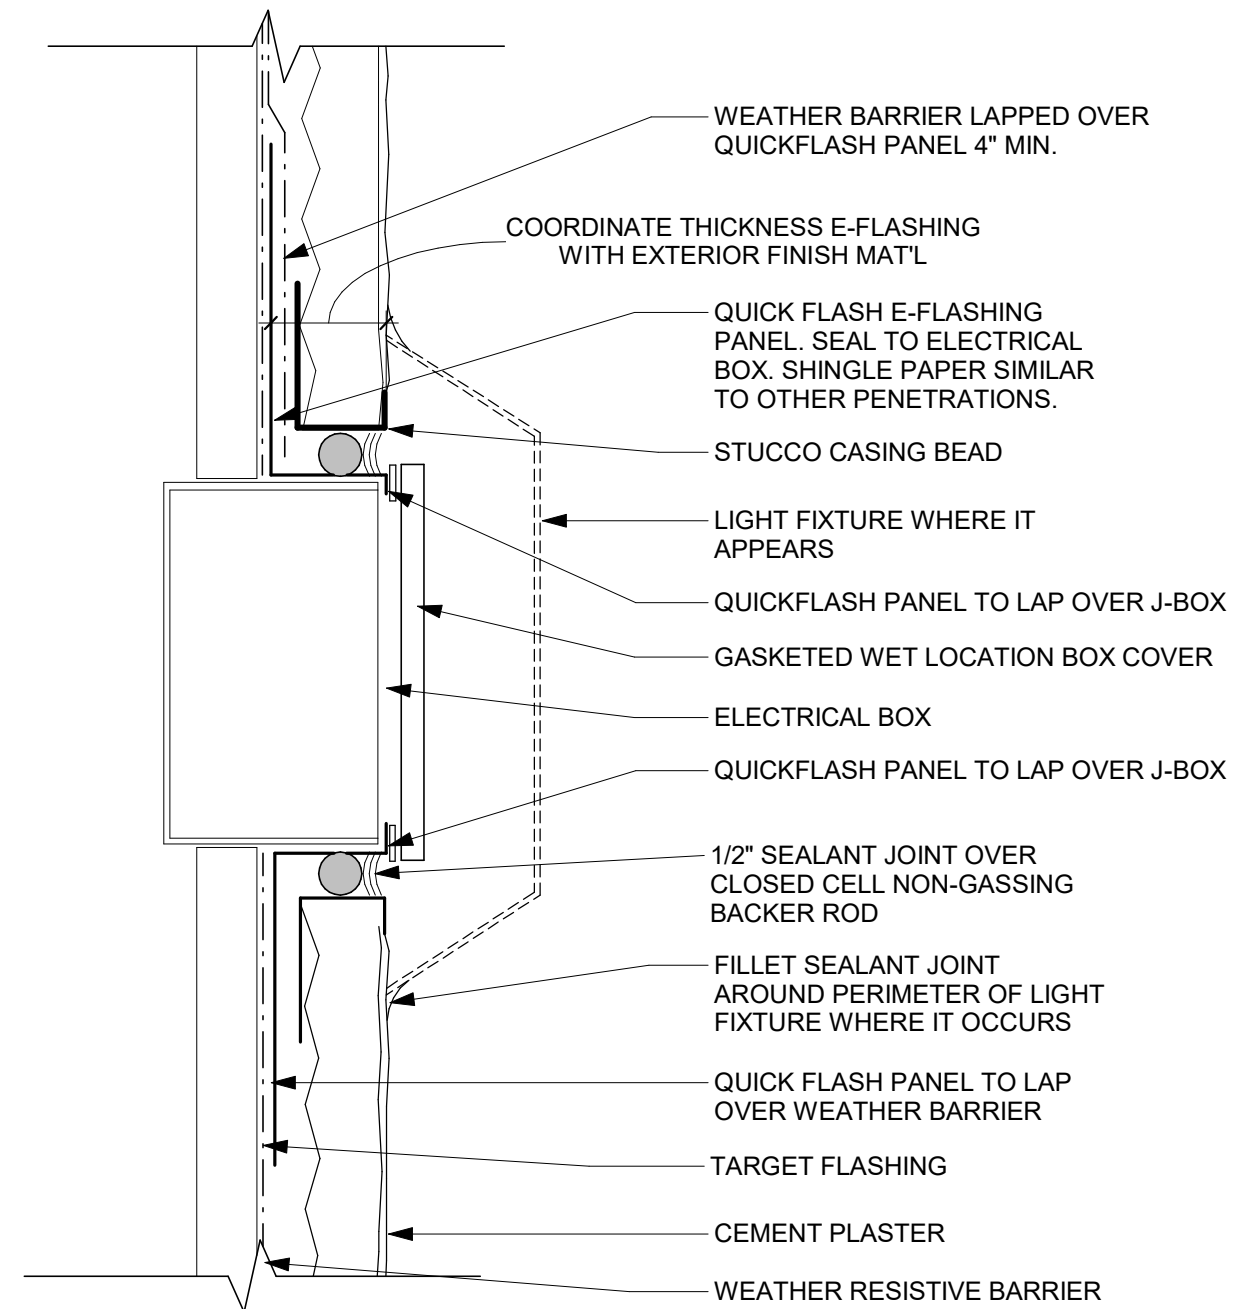 WEATHER BARRIER LAPPED OVER
QUICKFLASH PANEL 4" MIN.
COORDINATE THICKNESS E-FLASHING
WITH EXTERIOR FINISH MAT'L
QUICK FLASH E-FLASHING
PANEL. SEAL TO ELECTRICAL
BOX. SHINGLE PAPER SIMILAR
TO OTHER PENETRATIONS.
STUCCO CASING BEAD
LIGHT FIXTURE WHERE IT
APPEARS
QUICKFLASH PANEL TO LAP OVER J-BOX
GASKETED WET LOCATION BOX COVER
ELECTRICAL BOX
QUICKFLASH PANEL TO LAP OVER J-BOX
1/2" SEALANT JOINT OVER
CLOSED CELL NON-GASSING
BACKER ROD
FILLET SEALANT JOINT
AROUND PERIMETER OF LIGHT
FIXTURE WHERE IT OCCURS
QUICK FLASH PANEL TO LAP
OVER WEATHER BARRIER
TARGET FLASHING
CEMENT PLASTER
WEATHER RESISTIVE BARRIER